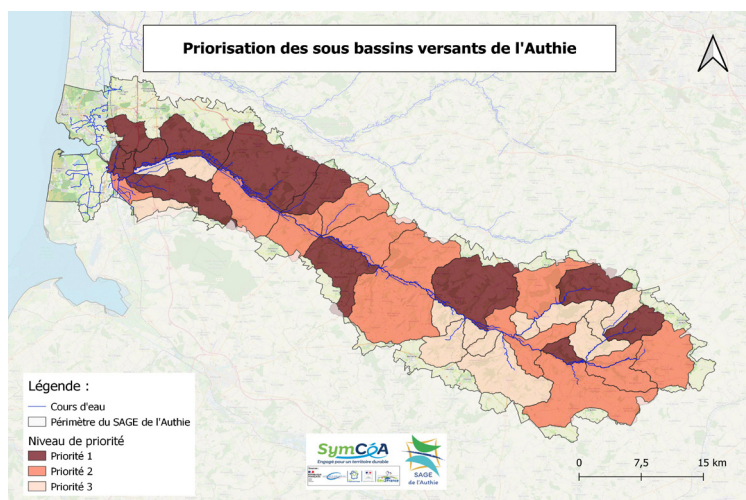 Priorisation des sous bassins versants de l'Authie
Légende :
Cours d'eau
Périmètre du SAGE de l'Authie
Niveau de priorité
Priorité 1
Priorité 2
Priorité 3
SymCÉA
Engagé pour un territoire durable
SAGE
de l'Authie
0 7,5 15 km